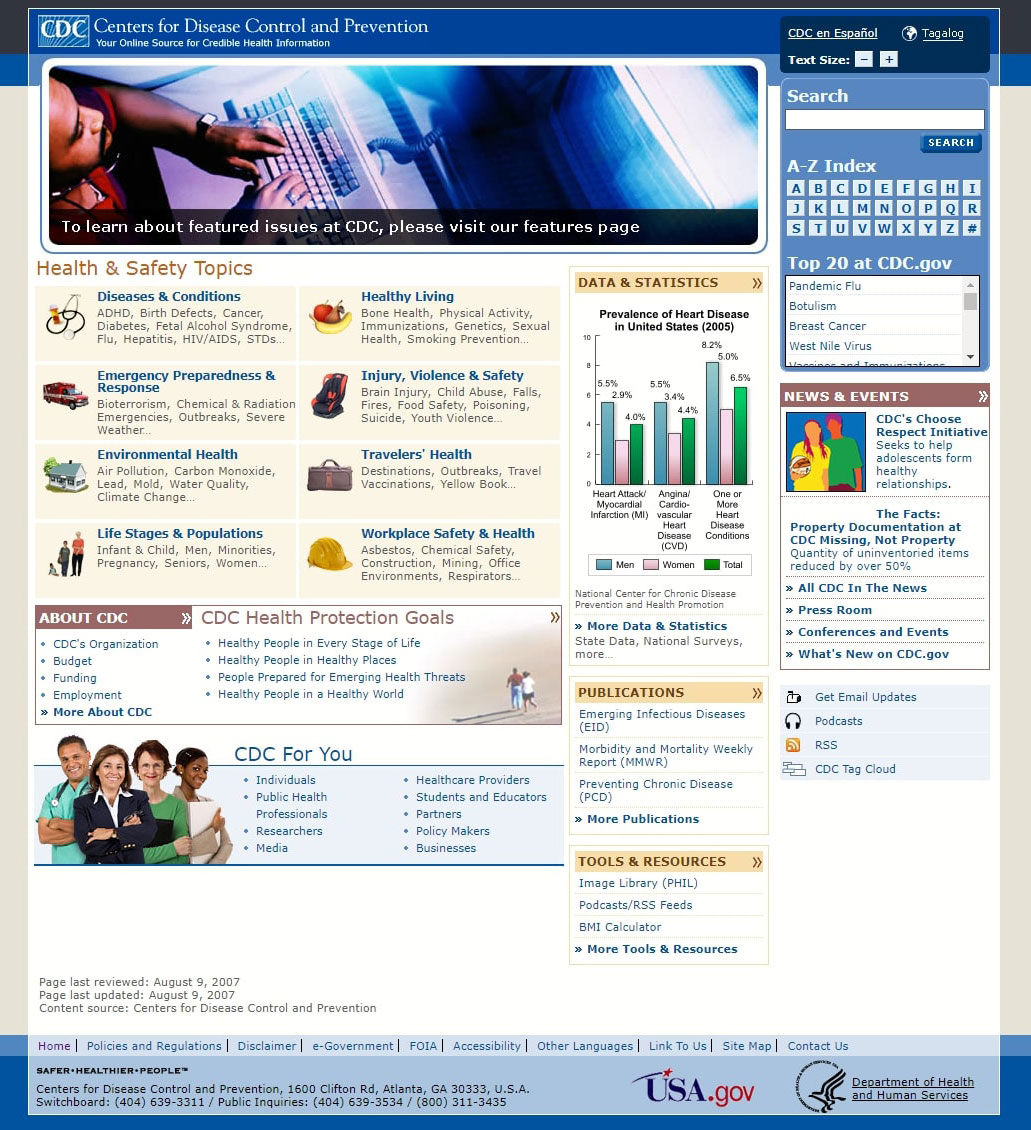 CDC Centers for Disease Control and Prevention
Your Online Source for Credible Health Information
CDC en Español
Tagalog
Text Size: − +
To learn about featured issues at CDC, please visit our features page
Search
SEARCH
A-Z Index
A B C D E F G H I
J K L M N O P Q R
S T U V W X Y Z #
Top 20 at CDC.gov
Pandemic Flu
Botulism
Breast Cancer
West Nile Virus
Vaccines and Immunizations
Health & Safety Topics
Diseases & Conditions
ADHD, Birth Defects, Cancer,
Diabetes, Fetal Alcohol Syndrome,
Flu, Hepatitis, HIV/AIDS, STDs...
Healthy Living
Bone Health, Physical Activity,
Immunizations, Genetics, Sexual
Health, Smoking Prevention...
Emergency Preparedness &
Response
Bioterrorism, Chemical & Radiation
Emergencies, Outbreaks, Severe
Weather...
Injury, Violence & Safety
Brain Injury, Child Abuse, Falls,
Fires, Food Safety, Poisoning,
Suicide, Youth Violence...
Environmental Health
Air Pollution, Carbon Monoxide,
Lead, Mold, Water Quality,
Climate Change...
Travelers' Health
Destinations, Outbreaks, Travel
Vaccinations, Yellow Book...
Life Stages & Populations
Infant & Child, Men, Minorities,
Pregnancy, Seniors, Women...
Workplace Safety & Health
Asbestos, Chemical Safety,
Construction, Mining, Office
Environments, Respirators...
ABOUT CDC »
• CDC's Organization
• Budget
• Funding
• Employment
» More About CDC
CDC Health Protection Goals »
• Healthy People in Every Stage of Life
• Healthy People in Healthy Places
• People Prepared for Emerging Health Threats
• Healthy People in a Healthy World
CDC For You
• Individuals
• Public Health
Professionals
• Researchers
• Media
• Healthcare Providers
• Students and Educators
• Partners
• Policy Makers
• Businesses
DATA & STATISTICS »
Prevalence of Heart Disease
in United States (2005)
10
8
6
4
2
0
5.5% 2.9% 4.0%
5.5% 3.4% 4.4%
8.2% 5.0% 6.5%
Heart Attack/
Myocardial
Infarction (MI)
Angina/
Cardio-
vascular
Heart
Disease
(CVD)
One or
More
Heart
Disease
Conditions
Men Women Total
National Center for Chronic Disease
Prevention and Health Promotion
» More Data & Statistics
State Data, National Surveys,
more...
PUBLICATIONS »
Emerging Infectious Diseases
(EID)
Morbidity and Mortality Weekly
Report (MMWR)
Preventing Chronic Disease
(PCD)
» More Publications
TOOLS & RESOURCES »
Image Library (PHIL)
Podcasts/RSS Feeds
BMI Calculator
» More Tools & Resources
NEWS & EVENTS »
CDC's Choose
Respect Initiative
Seeks to help
adolescents form
healthy
relationships.
The Facts:
Property Documentation at
CDC Missing, Not Property
Quantity of uninventoried items
reduced by over 50%
» All CDC In The News
» Press Room
» Conferences and Events
» What's New on CDC.gov
Get Email Updates
Podcasts
RSS
CDC Tag Cloud
Page last reviewed: August 9, 2007
Page last updated: August 9, 2007
Content source: Centers for Disease Control and Prevention
Home | Policies and Regulations | Disclaimer | e-Government | FOIA | Accessibility | Other Languages | Link To Us | Site Map | Contact Us
SAFER•HEALTHIER•PEOPLE™
Centers for Disease Control and Prevention, 1600 Clifton Rd, Atlanta, GA 30333, U.S.A.
Switchboard: (404) 639-3311 / Public Inquiries: (404) 639-3534 / (800) 311-3435
USA.gov
Department of Health
and Human Services